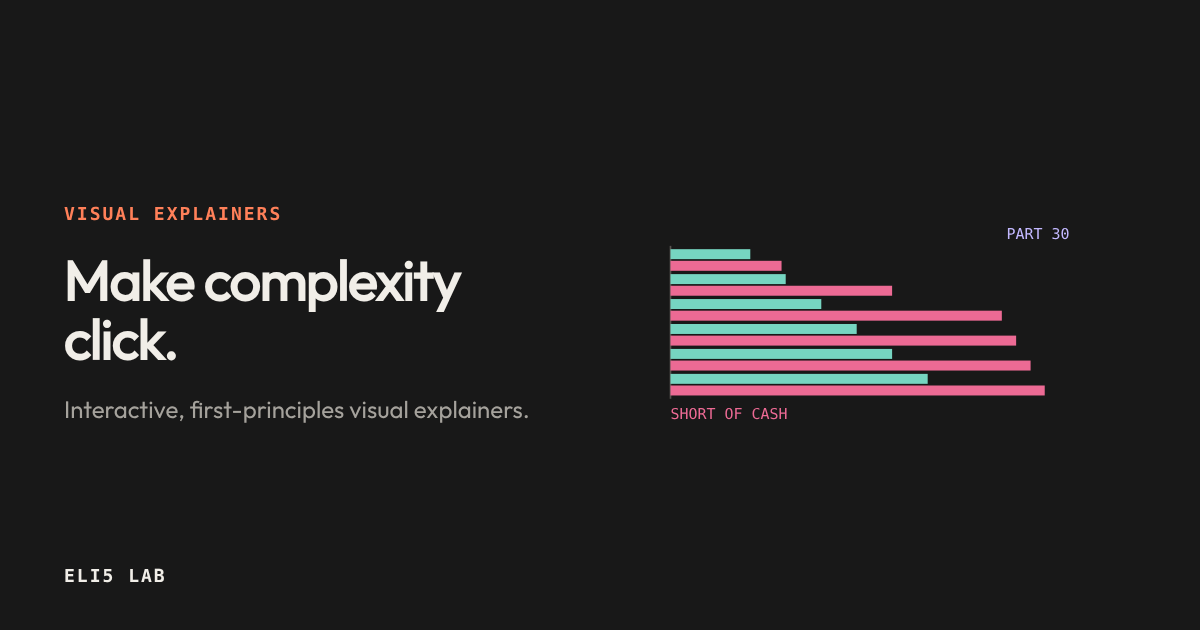 VISUAL EXPLAINERS
Make complexity
click.
Interactive, first-principles visual explainers.
PART 30
SHORT OF CASH
ELI5 LAB